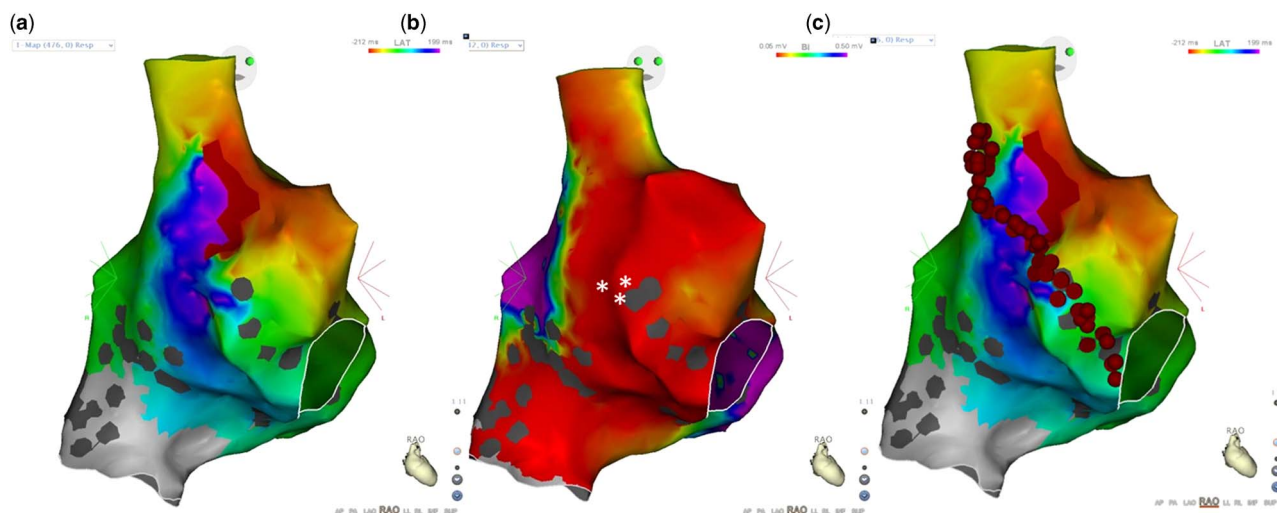 (a)
(b)
(c)
1- Map (476, 0) Resp
-212 ms
LAT
199 ms
0) Resp
0.05 mV
Bi
0.50 mV
0) Resp
-212 ms
LAT
199 ms
R
L
* * *
R
L
R
L
RAO
RAO
RAO
AP PA LAO RAO LL RL INF SUP
AP PA LAO RAO LL RL INF SUP
AP PA LAO RAO LL RL INF SUP